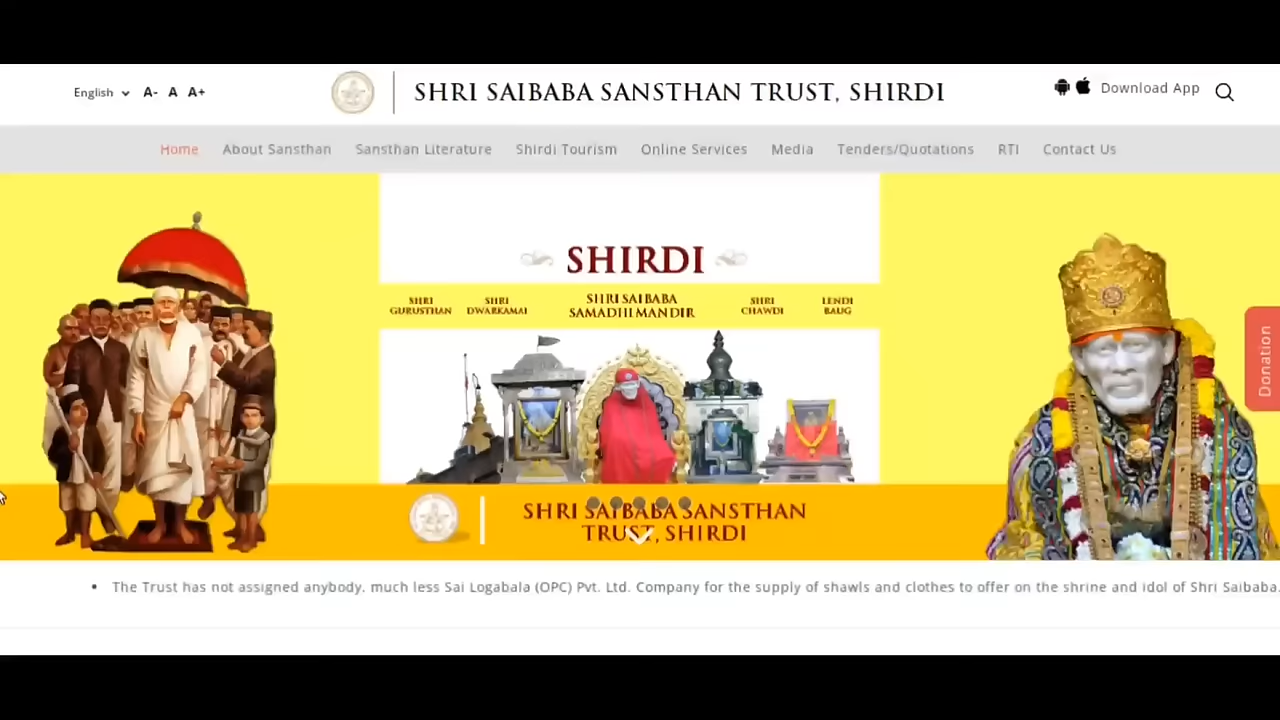 English
A- A A+
SHRI SAIBABA SANSTHAN TRUST, SHIRDI
Download App
Home About Sansthan Sansthan Literature Shirdi Tourism Online Services Media Tenders/Quotations RTI Contact Us
SHIRDI
SHRI GURUSTHAN
SHRI DWARKAMAI
SHRI SAIBABA
SAMADHI MANDIR
SHRI CHAWDI
LENDI BAUG
Donation
SHRI SAIBABA SANSTHAN
TRUST, SHIRDI
• The Trust has not assigned anybody, much less Sai Logabala (OPC) Pvt. Ltd. Company for the supply of shawls and clothes to offer on the shrine and idol of Shri Saibaba.